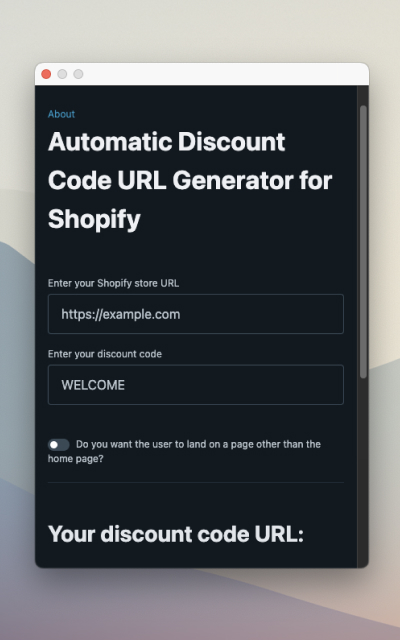 About
Automatic Discount
Code URL Generator for
Shopify
Enter your Shopify store URL
https://example.com
Enter your discount code
WELCOME
Do you want the user to land on a page other than the
home page?
Your discount code URL: